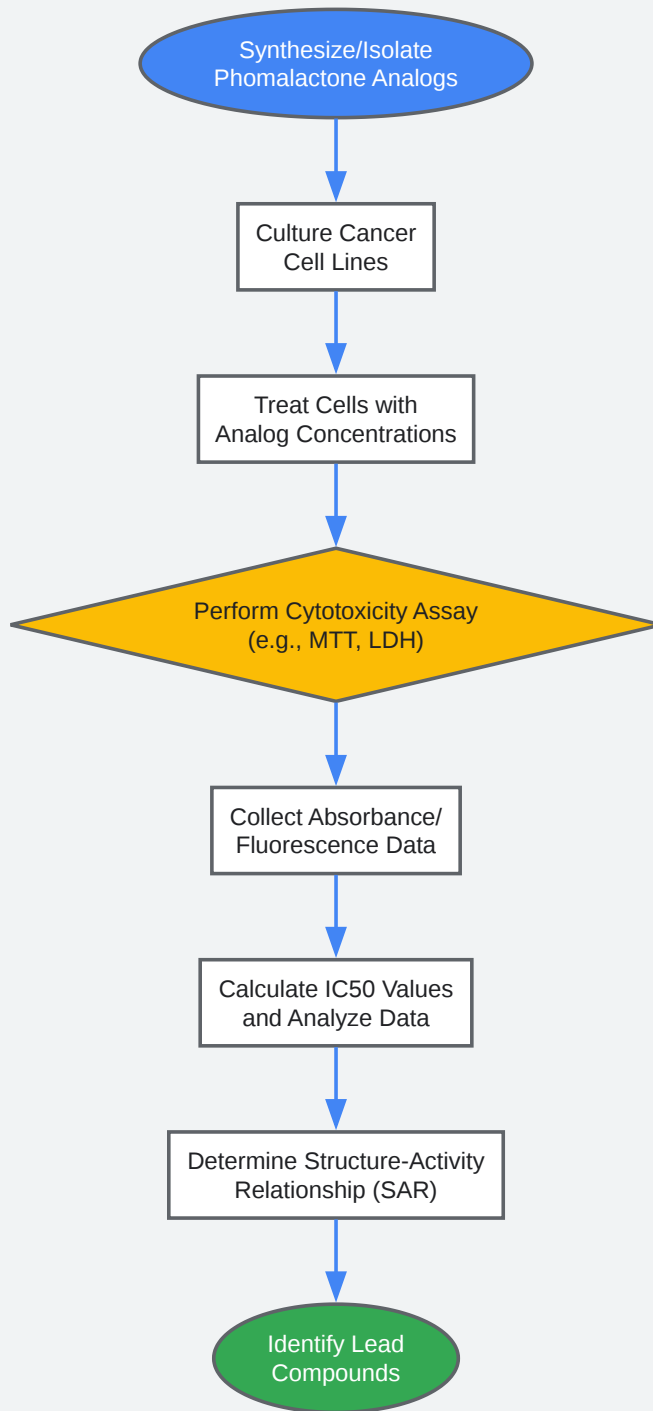 Synthesize/Isolate
Phomalactone Analogs
Culture Cancer
Cell Lines
Treat Cells with
Analog Concentrations
Perform Cytotoxicity Assay
(e.g., MTT, LDH)
Collect Absorbance/
Fluorescence Data
Calculate IC50 Values
and Analyze Data
Determine Structure-Activity
Relationship (SAR)
Identify Lead
Compounds